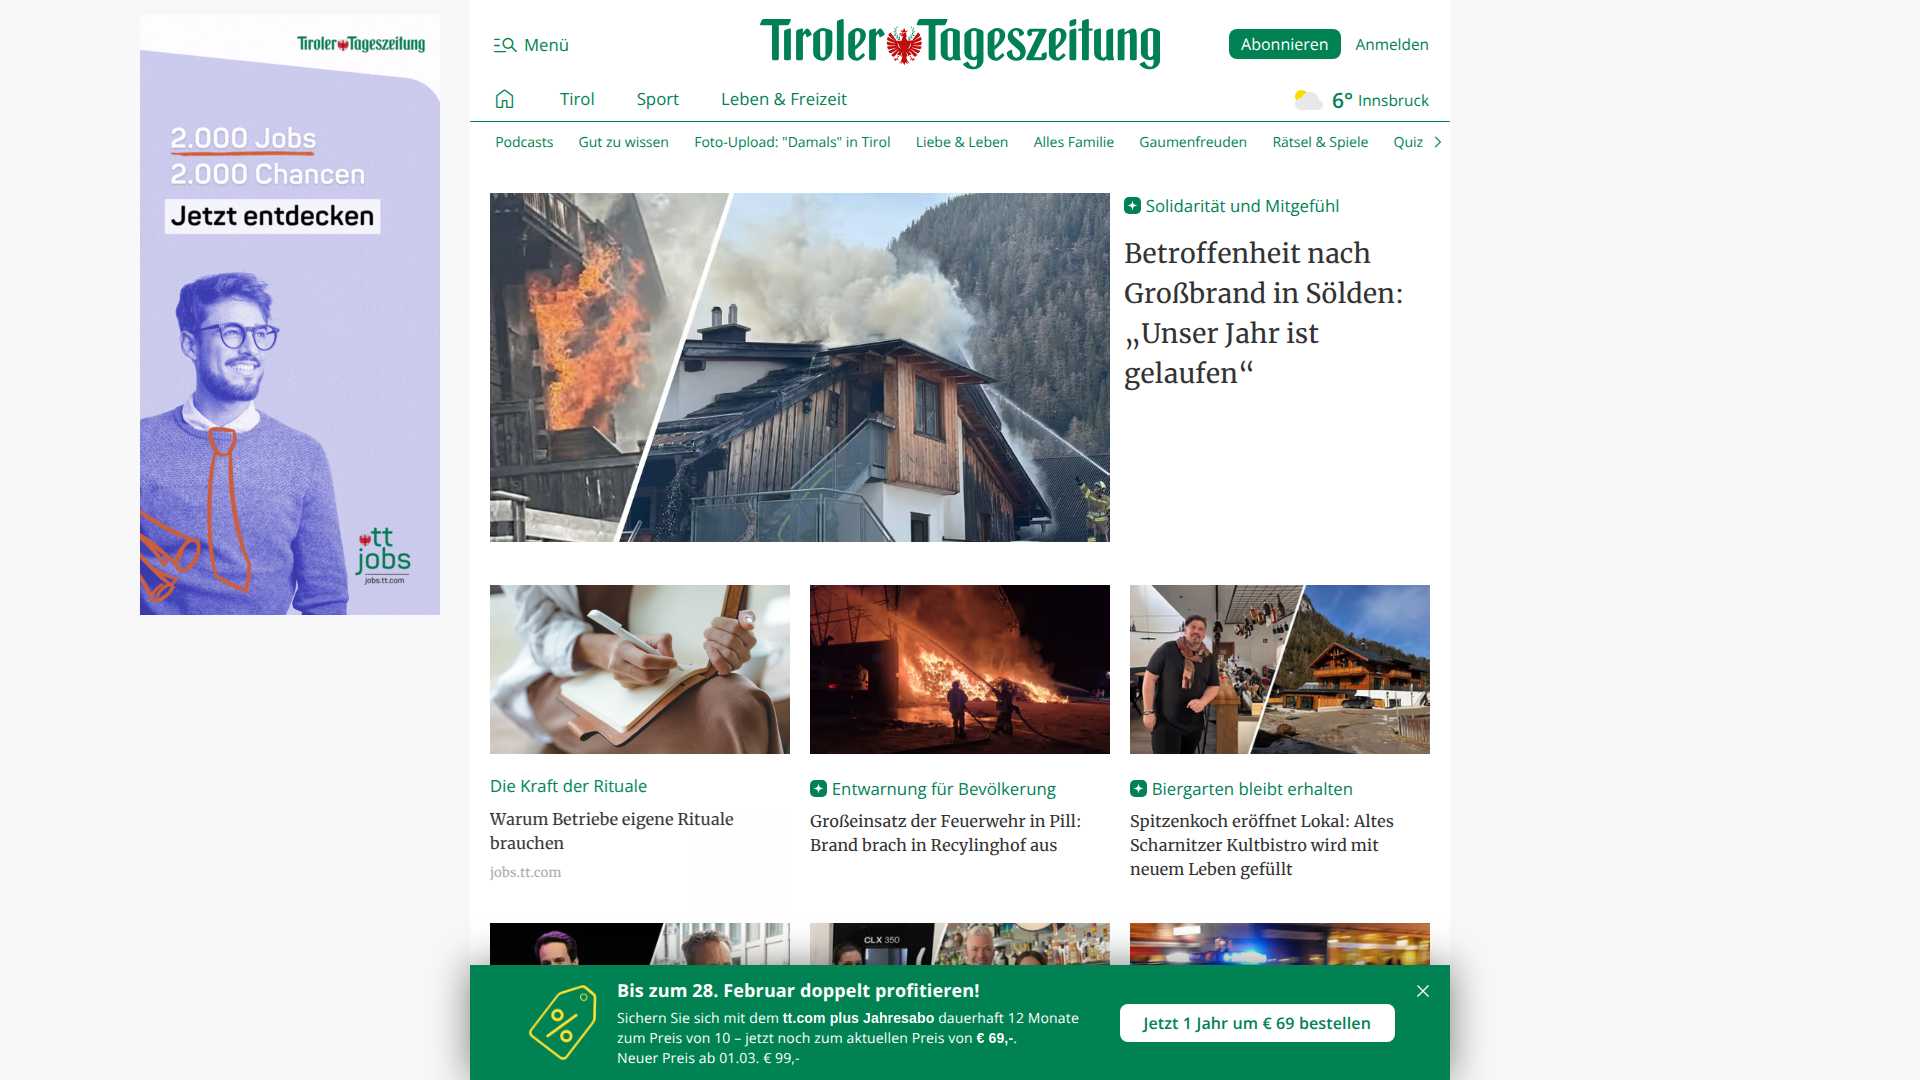 Tiroler Tageszeitung
2.000 Jobs
2.000 Chancen
Jetzt entdecken
tt
jobs
jobs.tt.com
Menü
Tiroler Tageszeitung
Abonnieren
Anmelden
Tirol
Sport
Leben & Freizeit
6° Innsbruck
Podcasts
Gut zu wissen
Foto-Upload: "Damals" in Tirol
Liebe & Leben
Alles Familie
Gaumenfreuden
Rätsel & Spiele
Quiz
Solidarität und Mitgefühl
Betroffenheit nach
Großbrand in Sölden:
„Unser Jahr ist
gelaufen“
Die Kraft der Rituale
Warum Betriebe eigene Rituale
brauchen
jobs.tt.com
Entwarnung für Bevölkerung
Großeinsatz der Feuerwehr in Pill:
Brand brach in Recylinghof aus
Biergarten bleibt erhalten
Spitzenkoch eröffnet Lokal: Altes
Scharnitzer Kultbistro wird mit
neuem Leben gefüllt
CLX 350
Bis zum 28. Februar doppelt profitieren!
Sichern Sie sich mit dem tt.com plus Jahresabo dauerhaft 12 Monate
zum Preis von 10 – jetzt noch zum aktuellen Preis von € 69,-.
Neuer Preis ab 01.03. € 99,-
Jetzt 1 Jahr um € 69 bestellen